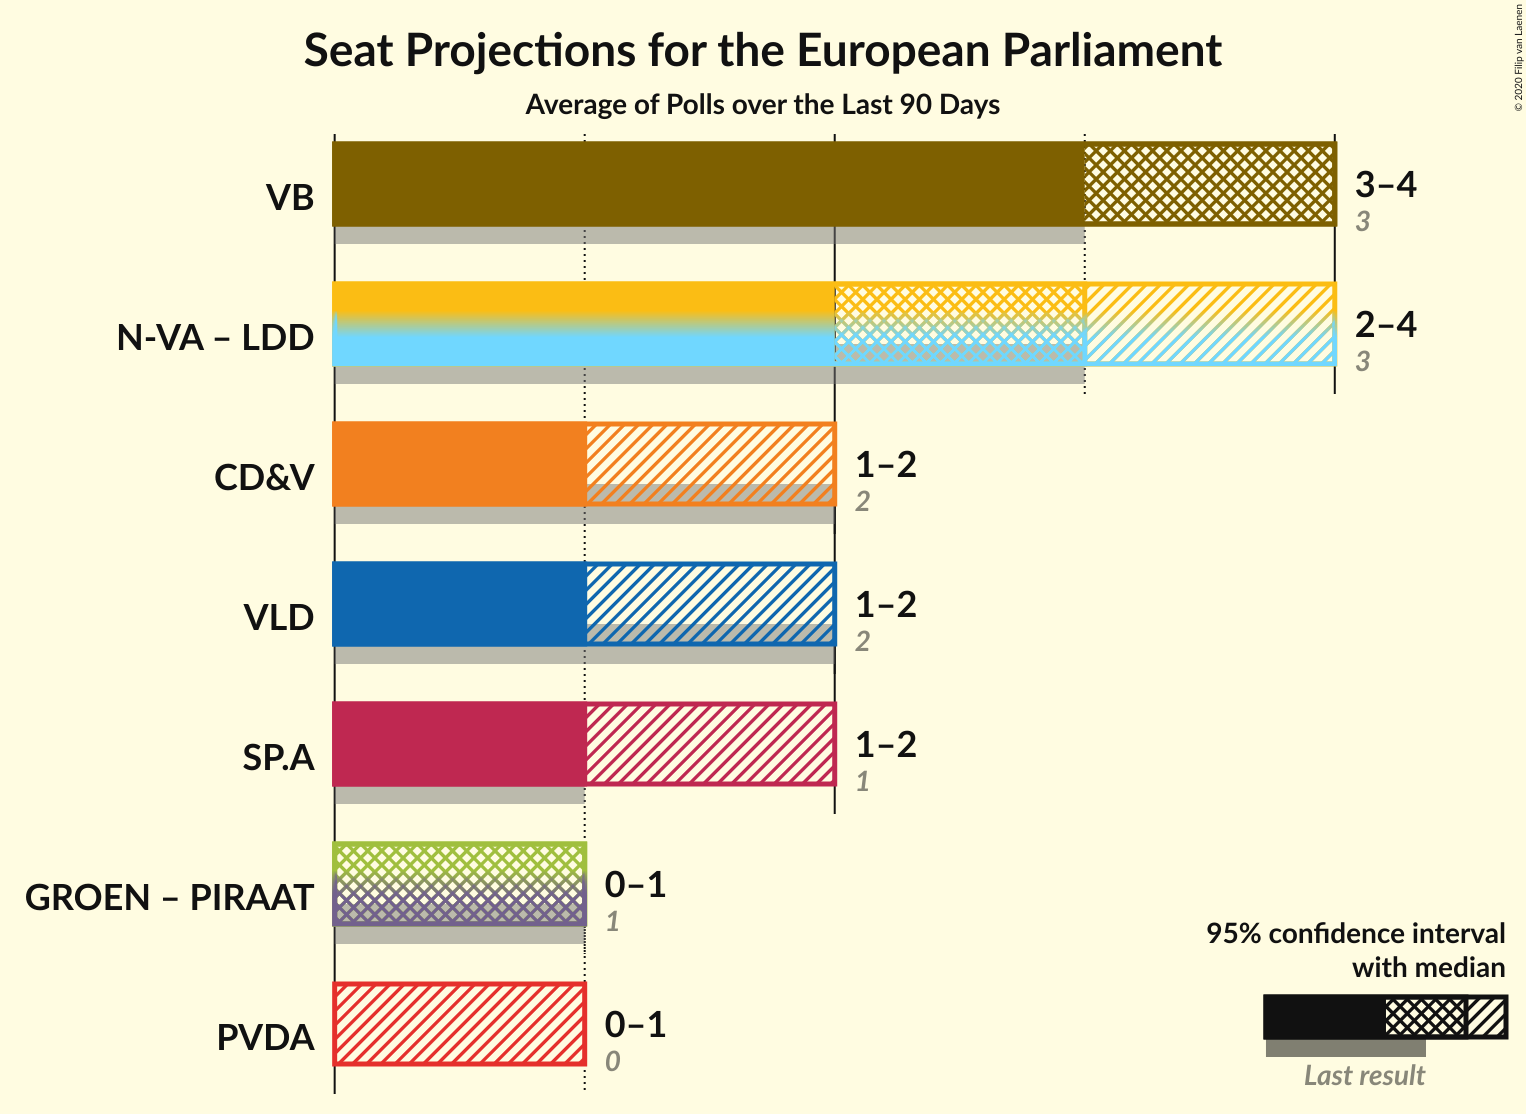 Seat Projections for the European Parliament
Average of Polls over the Last 90 Days
© 2020 Filip van Laenen
VB
3–4
3
N-VA – LDD
2–4
3
CD&V
1–2
2
VLD
1–2
2
SP.A
1–2
1
GROEN – PIRAAT
0–1
1
PVDA
0–1
0
95% confidence interval
with median
Last result